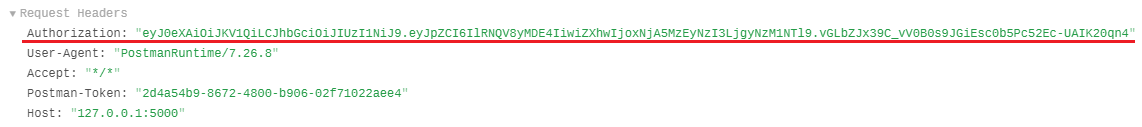 Request Headers
Authorization: "eyJ0eXAiOiJKV1QiLCJhbGciOiJIUzI1NiJ9.eyJpZCI6IlRNQV8yMDE4IiwiZXhwIjoxNjA5MzEyNzI3LjgyNzM1NTl9.vGLbZJx39C_vV0B0s9JGiEsc0b5Pc52Ec-UAIK20qn4"
User-Agent: "PostmanRuntime/7.26.8"
Accept: "*/*"
Postman-Token: "2d4a54b9-8672-4800-b906-02f71022aee4"
Host: "127.0.0.1:5000"